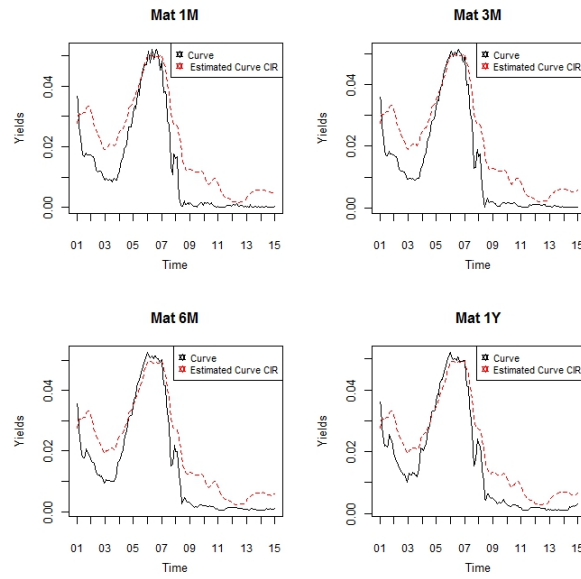 Mat 1M
Curve
Estimated Curve CIR
Yields
0.00 0.02 0.04
01 03 05 07 09 11 13 15
Time
Mat 3M
Curve
Estimated Curve CIR
Yields
0.00 0.02 0.04
01 03 05 07 09 11 13 15
Time
Mat 6M
Curve
Estimated Curve CIR
Yields
0.00 0.02 0.04
01 03 05 07 09 11 13 15
Time
Mat 1Y
Curve
Estimated Curve CIR
Yields
0.00 0.02 0.04
01 03 05 07 09 11 13 15
Time